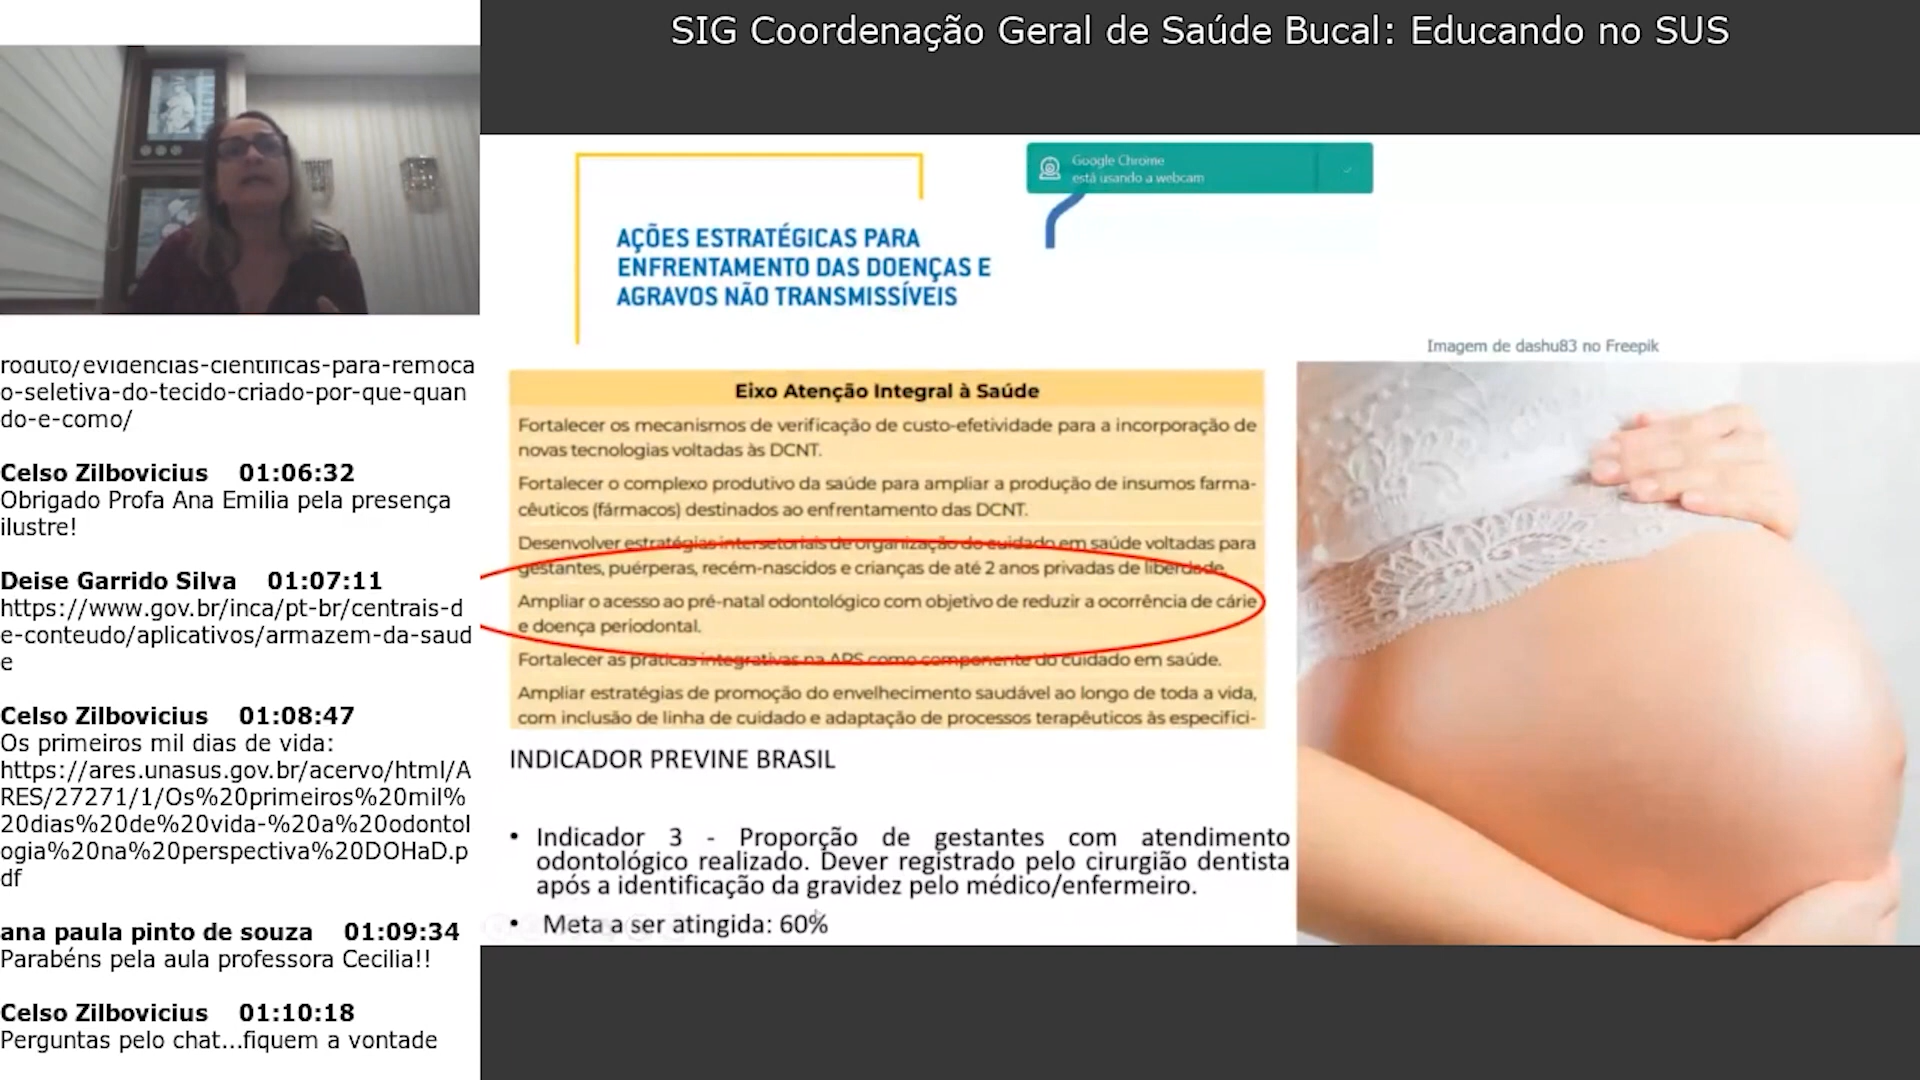 SIG Coordenação Geral de Saúde Bucal: Educando no SUS
roduto/evidencias-cientificas-para-remoca
o-seletiva-do-tecido-criado-por-que-quan
do-e-como/
Celso Zilbovicius 01:06:32
Obrigado Profa Ana Emilia pela presença
ilustre!
Deise Garrido Silva 01:07:11
https://www.gov.br/inca/pt-br/centrais-d
e-conteudo/aplicativos/armazem-da-saud
e
Celso Zilbovicius 01:08:47
Os primeiros mil dias de vida:
https://ares.unasus.gov.br/acervo/html/A
RES/27271/1/Os%20primeiros%20mil%
20dias%20de%20vida-%20a%20odontol
ogia%20na%20perspectiva%20DOHaD.p
df
ana paula pinto de souza 01:09:34
Parabéns pela aula professora Cecilia!!
Celso Zilbovicius 01:10:18
Perguntas pelo chat...fiquem a vontade
Google Chrome
está usando a webcam
AÇÕES ESTRATÉGICAS PARA
ENFRENTAMENTO DAS DOENÇAS E
AGRAVOS NÃO TRANSMISSÍVEIS
Imagem de dashu83 no Freepik
Eixo Atenção Integral à Saúde
Fortalecer os mecanismos de verificação de custo-efetividade para a incorporação de
novas tecnologias voltadas às DCNT.
Fortalecer o complexo produtivo da saúde para ampliar a produção de insumos farma-
cêuticos (fármacos) destinados ao enfrentamento das DCNT.
Desenvolver estratégias intersetoriais de organização do cuidado em saúde voltadas para
gestantes, puérperas, recém-nascidos e crianças de até 2 anos privadas de liberdade.
Ampliar o acesso ao pré-natal odontológico com objetivo de reduzir a ocorrência de cárie
e doença periodontal.
Fortalecer as práticas integrativas na APS como componente do cuidado em saúde.
Ampliar estratégias de promoção do envelhecimento saudável ao longo de toda a vida,
com inclusão de linha de cuidado e adaptação de processos terapêuticos às especifici-
INDICADOR PREVINE BRASIL
• Indicador 3 - Proporção de gestantes com atendimento
odontológico realizado. Dever registrado pelo cirurgião dentista
após a identificação da gravidez pelo médico/enfermeiro.
• Meta a ser atingida: 60%